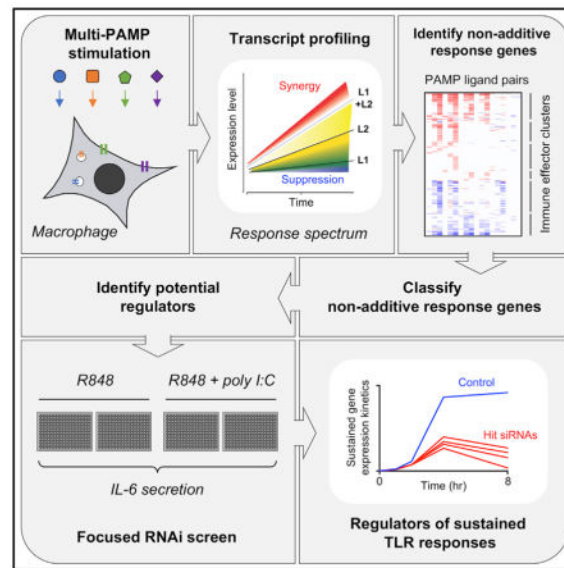 Multi-PAMP
stimulation
Macrophage
Transcript profiling
Expression level
Synergy
L1
+L2
L2
L1
Suppression
Time
Response spectrum
Identify non-additive
response genes
PAMP ligand pairs
Immune effector clusters
Classify
non-additive response genes
Identify potential
regulators
R848
R848 + poly I:C
IL-6 secretion
Focused RNAi screen
Sustained gene
expression kinetics
Control
Hit siRNAs
0
8
Time (hr)
Regulators of sustained
TLR responses